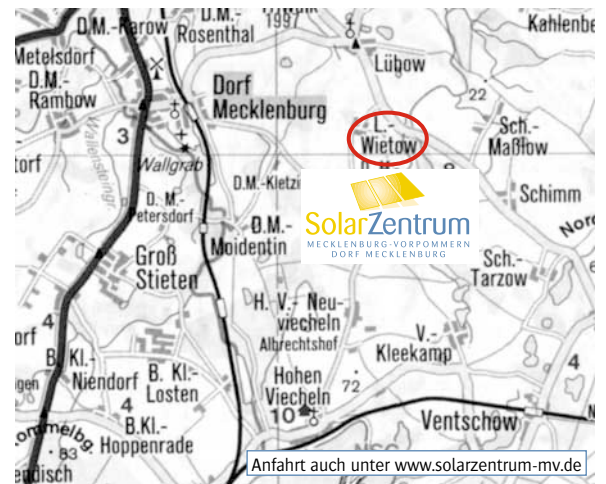 1997
D.M.-Karow
Rosenthal
Kahlenbe
Metelsdorf
D.M.-
Rambow
Lübow
Dorf
Mecklenburg
22
L.-
Wietow
Sch.-
Maßlow
3
Wallgrab
D.M.-Kletzi
Schimm
D. M.-
Petersdorf
SolarZentrum
MECKLENBURG-VORPOMMERN
DORF MECKLENBURG
D.M.-
Moidentin
Groß
Stieten
Sch.-
Tarzow
H. V.- Neu-
viecheln
Albrechtshof
V.-
Kleekamp
4
4
B. Kl.-
Niendorf
B. Kl.-
Losten
Hohen
Viecheln
72
4
10
B.Kl.-
Hoppenrade
Ventschow
83
Anfahrt auch unter www.solarzentrum-mv.de